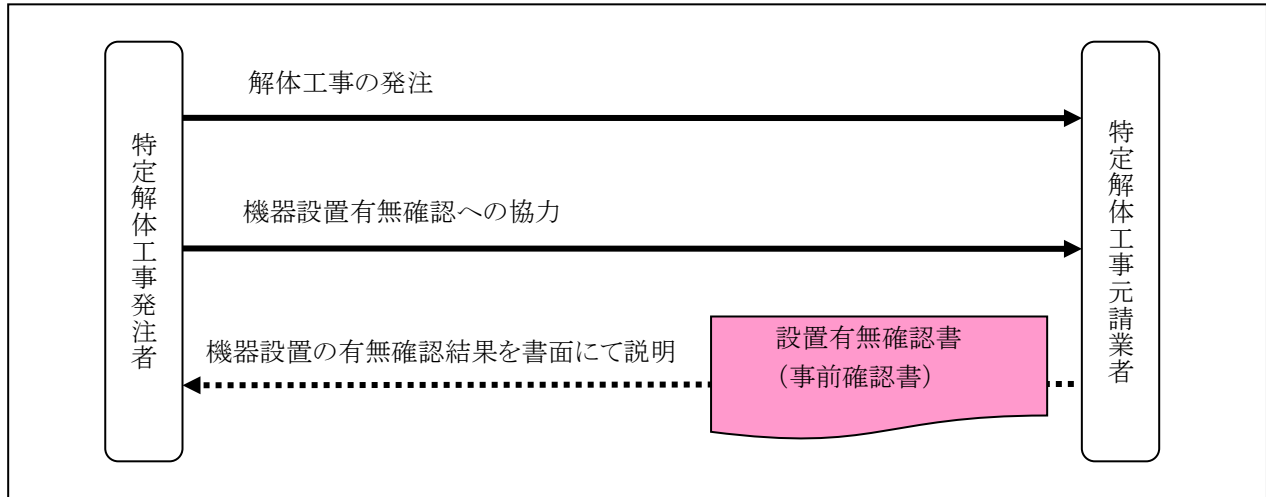 解体工事の発注
特定解体工事発注者
特定解体工事元請業者
機器設置有無確認への協力
機器設置の有無確認結果を書面にて説明
設置有無確認書
（事前確認書）